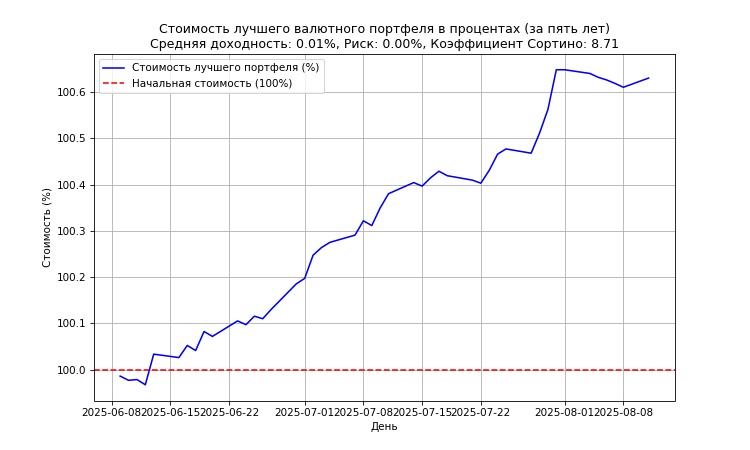 Стоимость лучшего валютного портфеля в процентах (за пять лет)
Средняя доходность: 0.01%, Риск: 0.00%, Коэффициент Сортино: 8.71
Стоимость лучшего портфеля (%)
Начальная стоимость (100%)
100.6
100.5
100.4
100.3
100.2
100.1
100.0
Стоимость (%)
2025-06-08 2025-06-15 2025-06-22 2025-07-01 2025-07-08 2025-07-15 2025-07-22 2025-08-01 2025-08-08
День